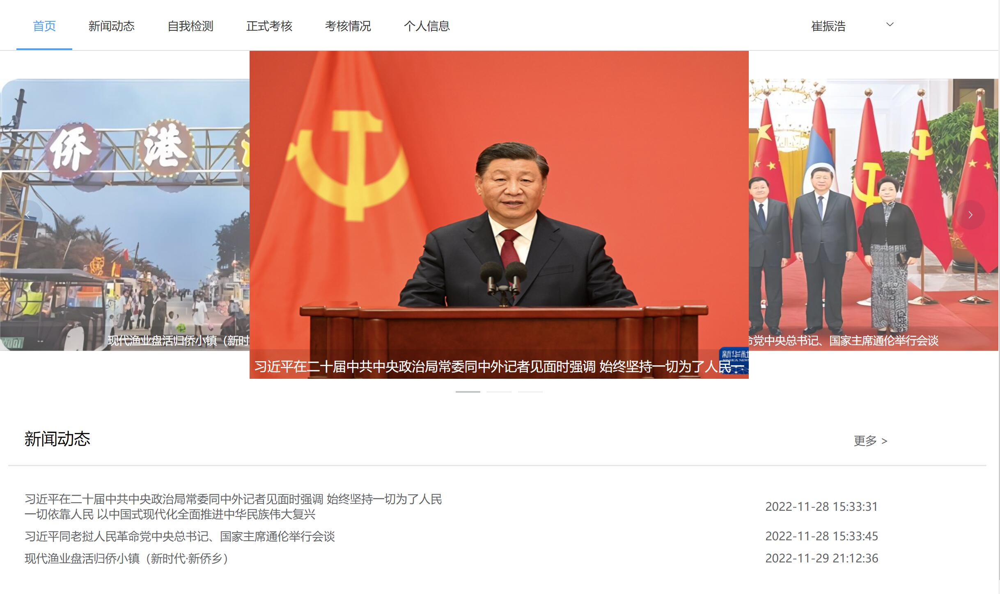 首页 新闻动态 自我检测 正式考核 考核情况 个人信息 崔振浩
侨 港
现代渔业盘活归侨小镇（新时
习近平在二十届中共中央政治局常委同中外记者见面时强调 始终坚持一切为了人民一
新华社
XINHUA NEWS
党中央总书记、国家主席通伦举行会谈
新闻动态 更多 >
习近平在二十届中共中央政治局常委同中外记者见面时强调 始终坚持一切为了人民
一切依靠人民 以中国式现代化全面推进中华民族伟大复兴 2022-11-28 15:33:31
习近平同老挝人民革命党中央总书记、国家主席通伦举行会谈 2022-11-28 15:33:45
现代渔业盘活归侨小镇（新时代·新侨乡） 2022-11-29 21:12:36